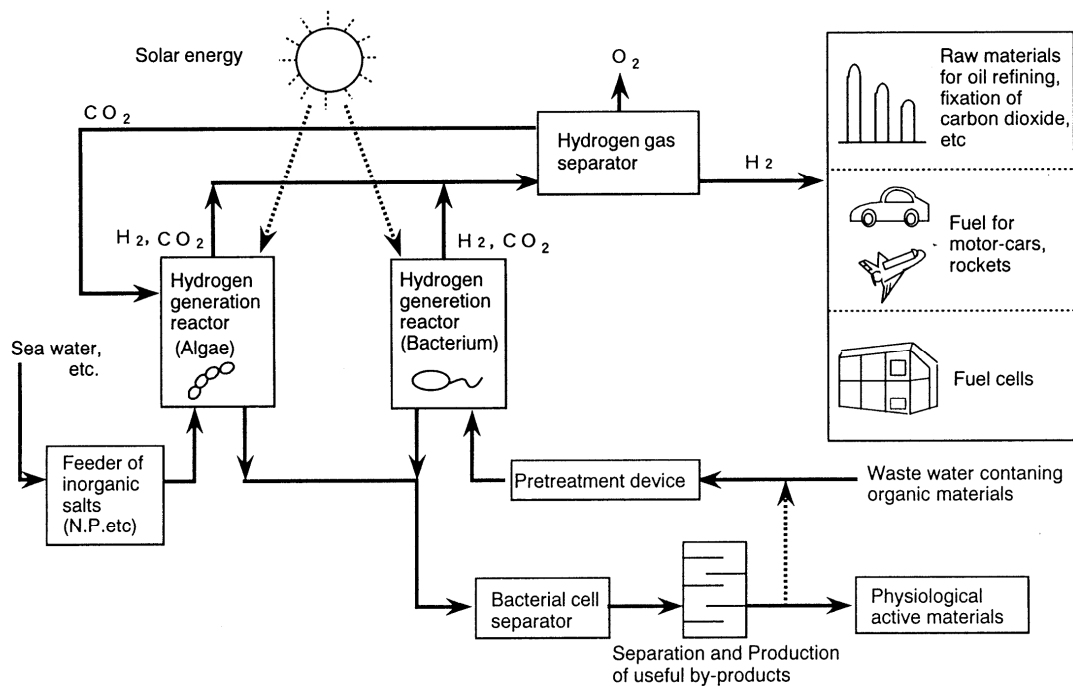 Solar energy
CO2
O2
Hydrogen gas
separator
H2
Raw materials
for oil refining,
fixation of
carbon dioxide,
etc
Fuel for
motor-cars,
rockets
Fuel cells
H2, CO2
H2, CO2
Hydrogen
generation
reactor
(Algae)
Hydrogen
generetion
reactor
(Bacterium)
Sea water,
etc.
Feeder of
inorganic
salts
(N.P.etc)
Pretreatment device
Waste water contaning
organic materials
Bacterial cell
separator
Physiological
active materials
Separation and Production
of useful by-products